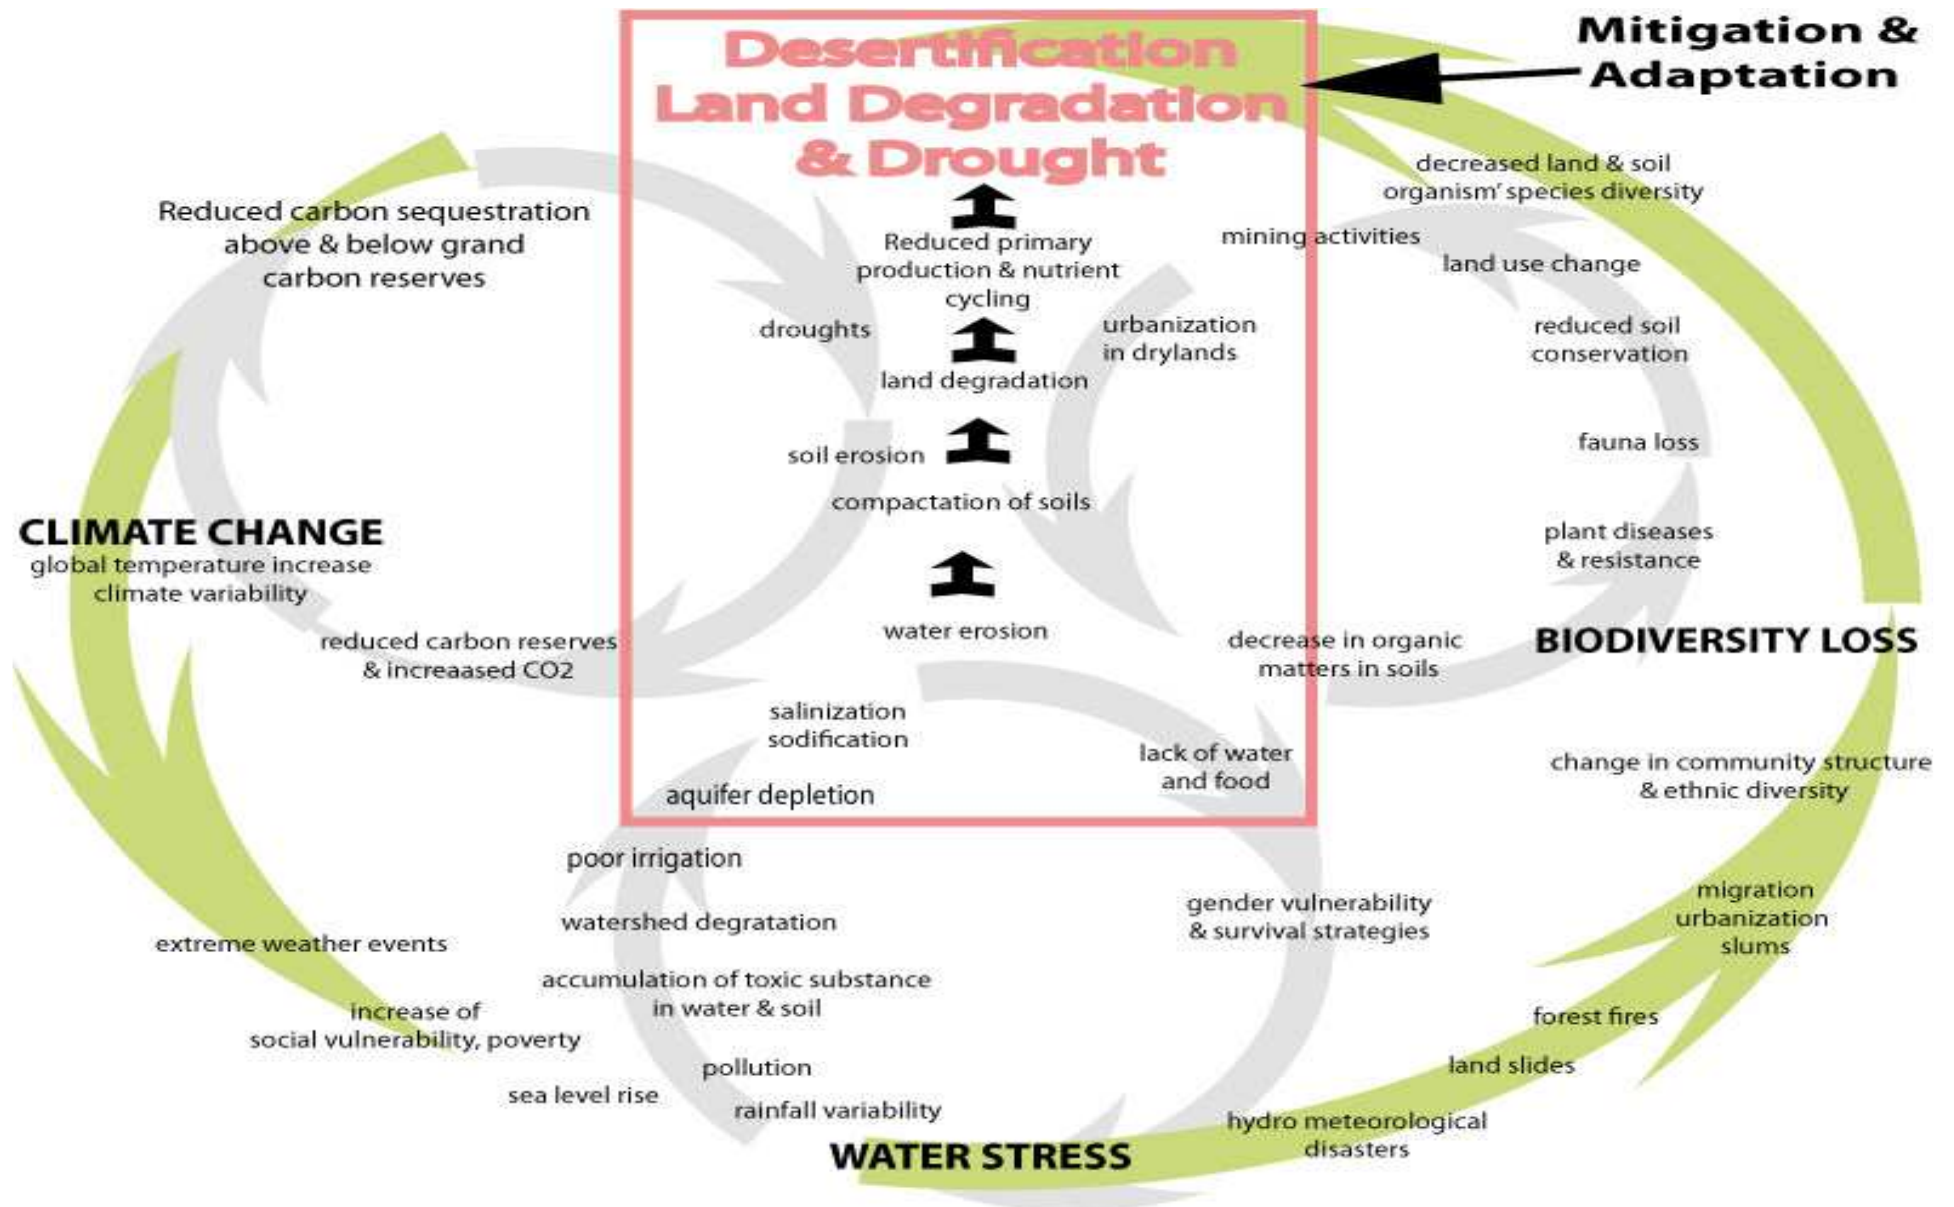 Desertification
Land Degradation
& Drought
Mitigation &
Adaptation
Reduced carbon sequestration
above & below grand
carbon reserves
Reduced primary
production & nutrient
cycling
droughts
urbanization
in drylands
land degradation
soil erosion
compactation of soils
water erosion
decreased land & soil
organism' species diversity
mining activities
land use change
reduced soil
conservation
fauna loss
plant diseases
& resistance
CLIMATE CHANGE
global temperature increase
climate variability
reduced carbon reserves
& increaased CO2
decrease in organic
matters in soils
BIODIVERSITY LOSS
salinization
sodification
aquifer depletion
lack of water
and food
change in community structure
& ethnic diversity
poor irrigation
watershed degratation
accumulation of toxic substance
in water & soil
pollution
rainfall variability
gender vulnerability
& survival strategies
migration
urbanization
slums
extreme weather events
increase of
social vulnerability, poverty
sea level rise
forest fires
land slides
hydro meteorological
disasters
WATER STRESS